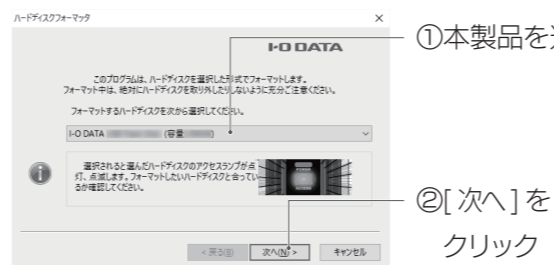 ハードディスクフォーマッタ
I-O DATA
①本製品を
このプログラムは、ハードディスクを選択した形式でフォーマットします。
フォーマット中は、絶対にハードディスクを取り外したりしないように充分ご注意ください。
フォーマットするハードディスクを次から選択してください。
I-O DATA (容量 )
選択されると選んだハードディスクのアクセスランプが点
灯、点滅します。フォーマットしたいハードディスクと合ってい
るか確認してください。
②[ 次へ ] を
クリック
< 戻る(B)
次へ(N) >
キャンセル